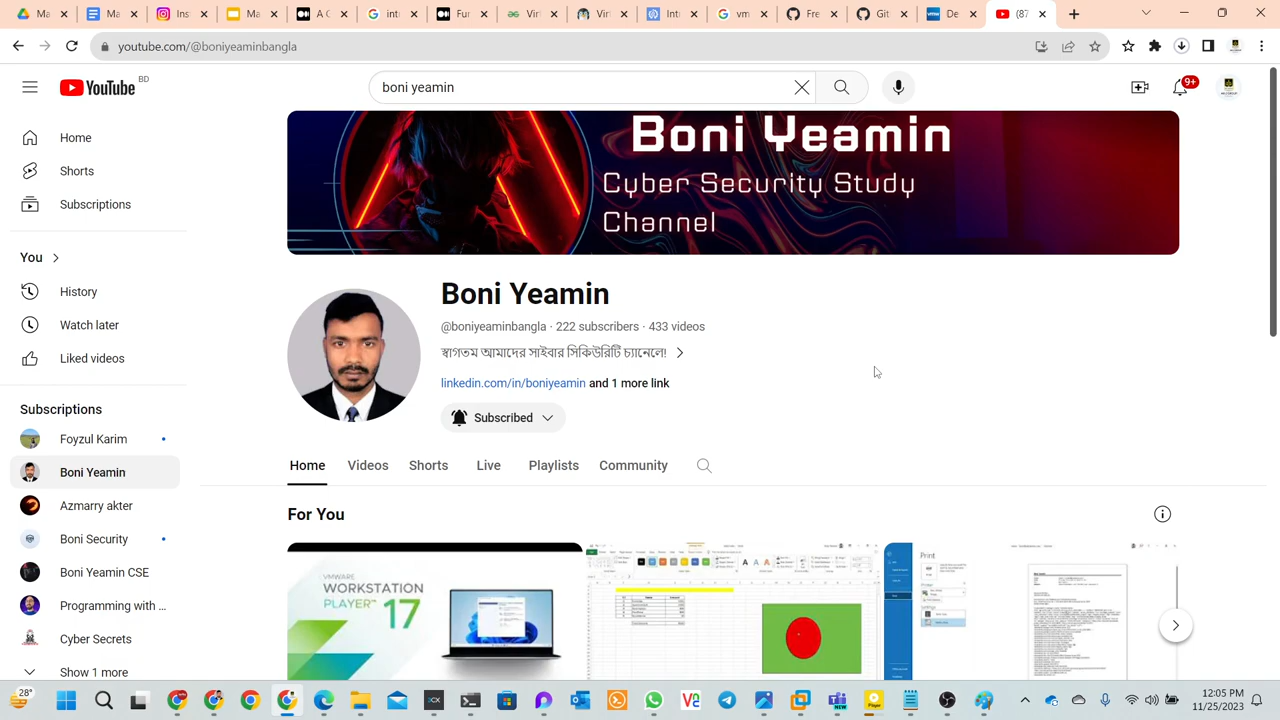 De
(87
youtube.com/@boniyeaminbangla
YouTube BD
boni yeamin
9+
Home
Shorts
Subscriptions
You
History
Watch later
Liked videos
Subscriptions
Foyzul Karim
Boni Yeamin
Azmarry akter
Boni Security
Boni Yeamin CSE
Programming with ...
Cyber Secrets
Show 1 more
Boni Yeamin
Cyber Security Study
Channel
Boni Yeamin
@boniyeaminbangla · 222 subscribers · 433 videos
স্বাগতম আমাদের সাইবার সিকিউরিটি চ্যানেলে!
linkedin.com/in/boniyeamin and 1 more link
Subscribed
Home Videos Shorts Live Playlists Community
For You
VMWARE
WORKSTATION
PLAYER 17
Print
28°
12:05 PM
11/25/2023